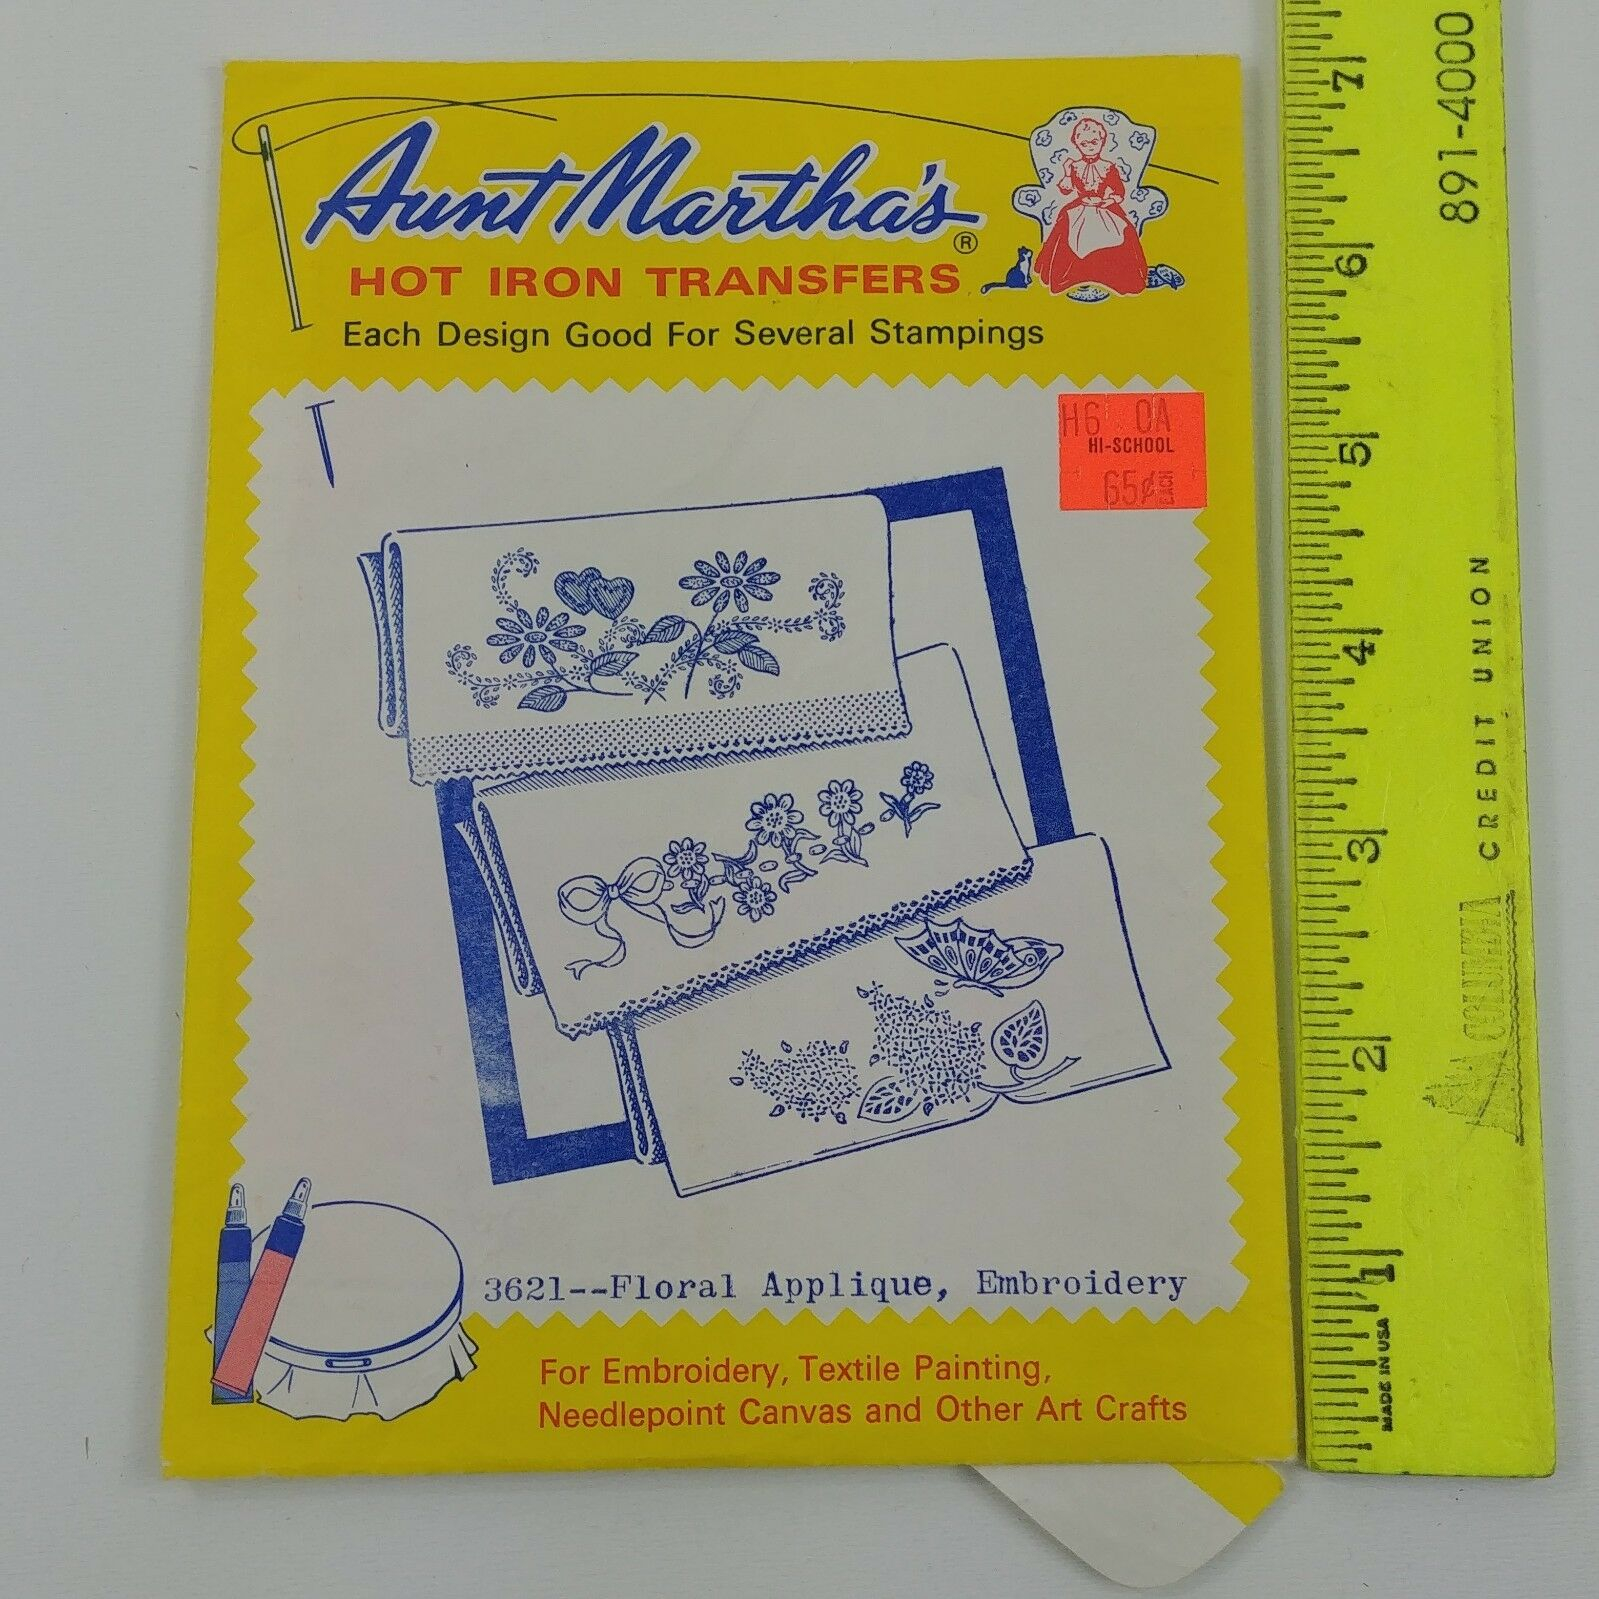 Aunt Martha's®
HOT IRON TRANSFERS
Each Design Good For Several Stampings
H6 OA
HI-SCHOOL
65¢ EACH
3621--Floral Applique, Embroidery
For Embroidery, Textile Painting,
Needlepoint Canvas and Other Art Crafts
7
6
5
4
3
2
1
MADE IN USA
COLUMBIA CREDIT UNION
891-4000